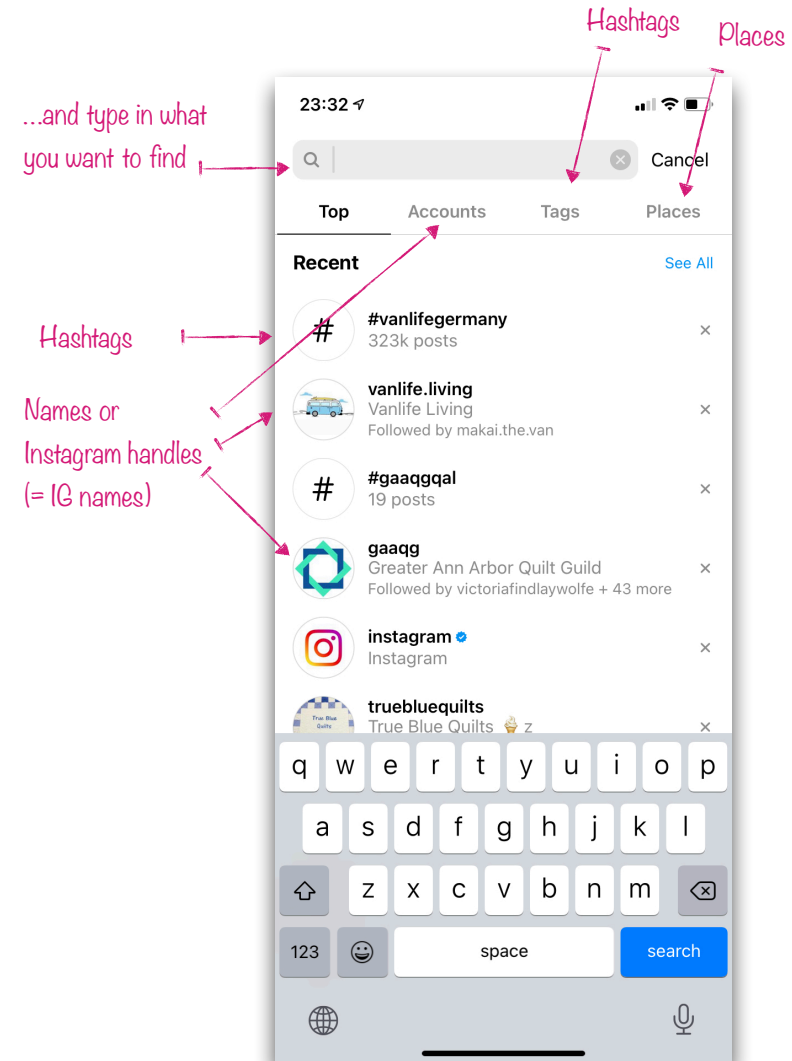 Hashtags
Places
...and type in what
you want to find
23:32
Cancel
Top Accounts Tags Places
Recent See All
Hashtags
# #vanlifegermany
323k posts
Names or
Instagram handles
(= IG names)
vanlife.living
Vanlife Living
Followed by makai.the.van
# #gaaqgqal
19 posts
gaaqg
Greater Ann Arbor Quilt Guild
Followed by victoriafindlaywolfe + 43 more
instagram
Instagram
True Blue
Quilts
truebluequilts
True Blue Quilts 🍦 z
q w e r t y u i o p
a s d f g h j k l
z x c v b n m
123 space search